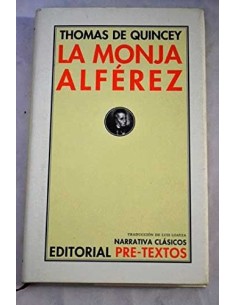 THOMAS DE QUINCEY
LA MONJA
ALFÉREZ
TRADUCCIÓN DE LUIS LOAYZA
NARRATIVA CLÁSICOS
EDITORIAL PRE-TEXTOS